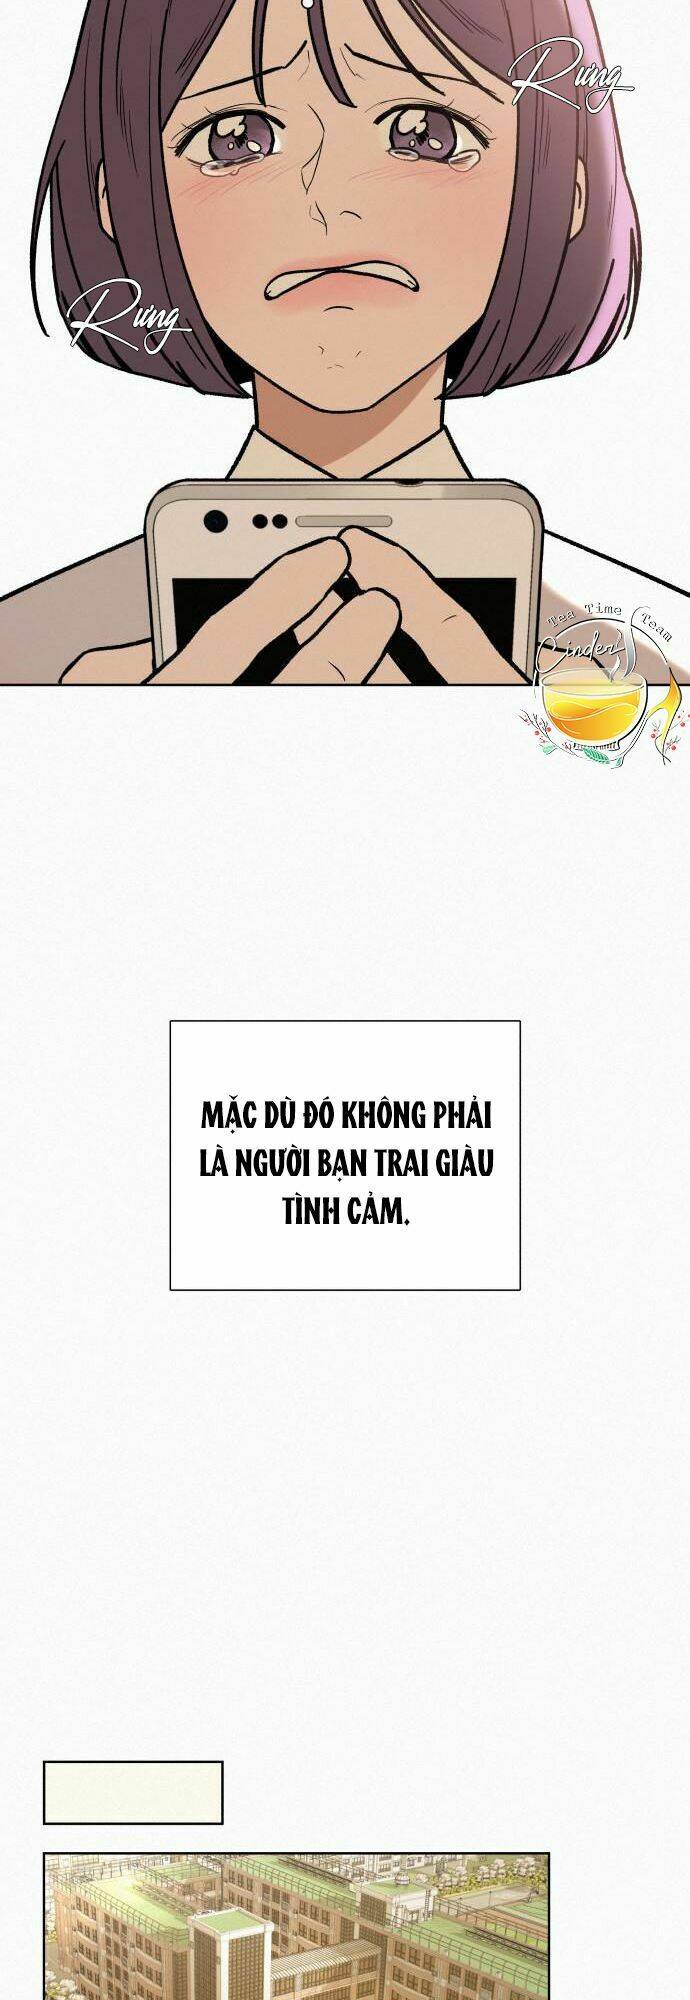 Rưng
Rưng
Tea Time Team
Cinder
MẶC DÙ ĐÓ KHÔNG PHẢI
LÀ NGƯỜI BẠN TRAI GIÀU
TÌNH CẢM.